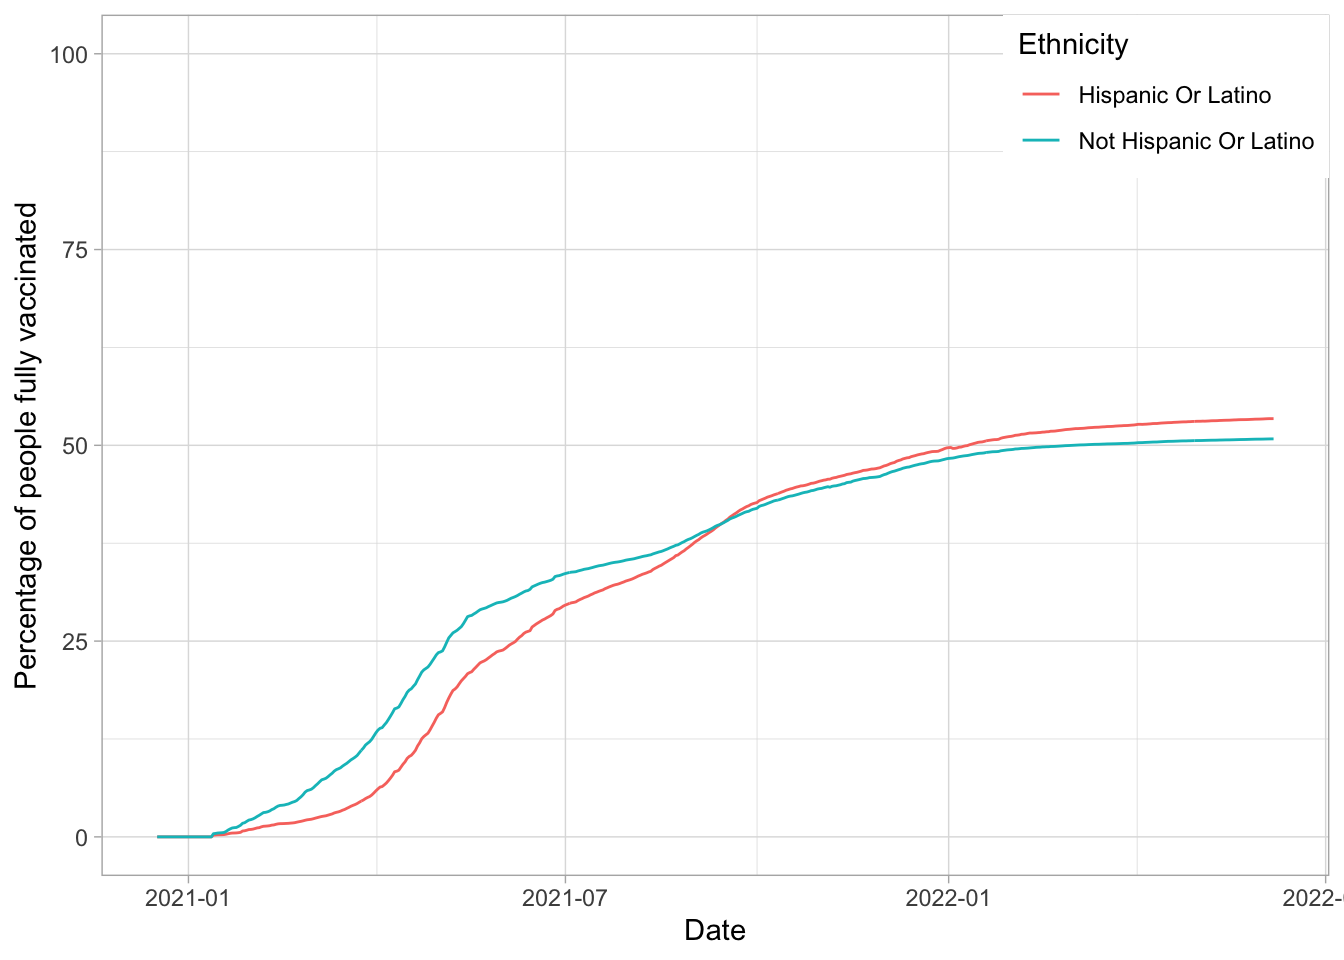 Ethnicity
Hispanic Or Latino
Not Hispanic Or Latino
Percentage of people fully vaccinated
100
75
50
25
0
2021-01
2021-07
2022-01
2022-
Date